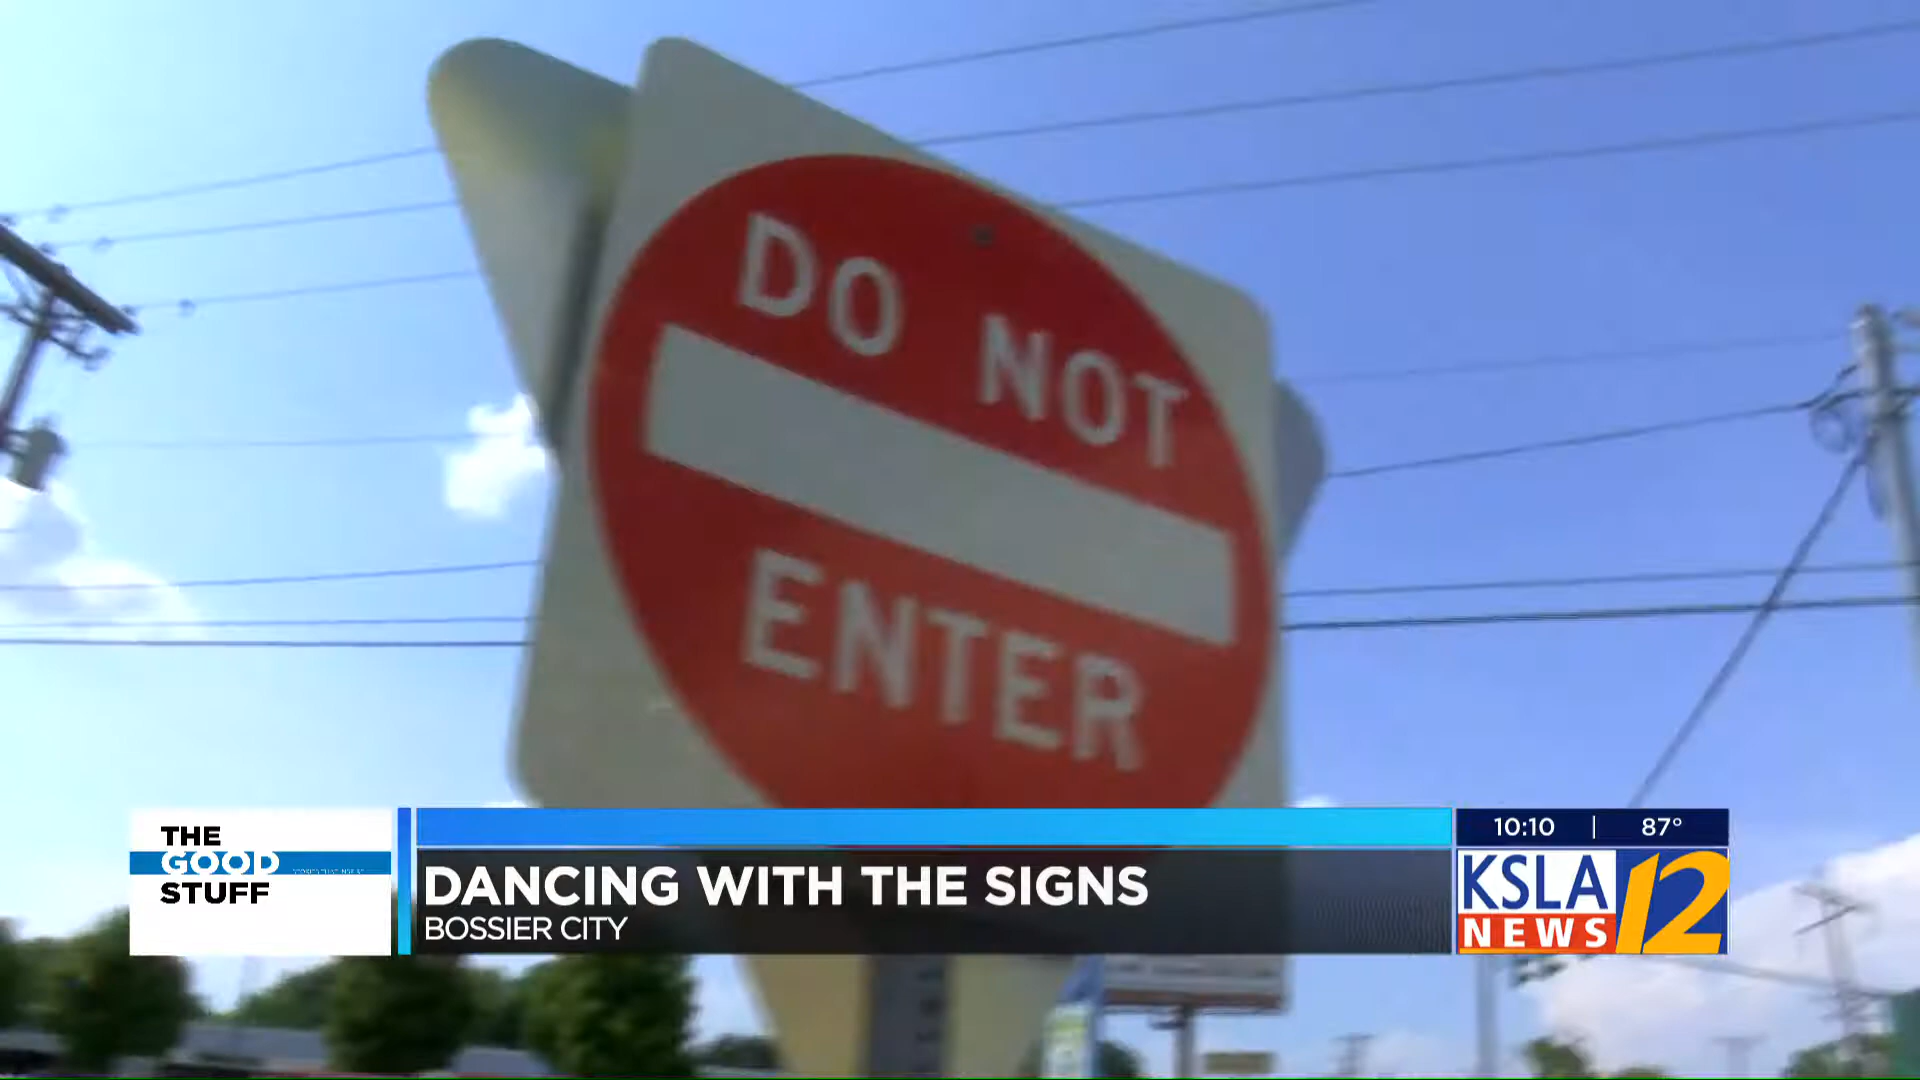 DO NOT
ENTER
THE
GOOD
STUFF
DANCING WITH THE SIGNS
BOSSIER CITY
10:10 | 87°
KSLA
NEWS
12